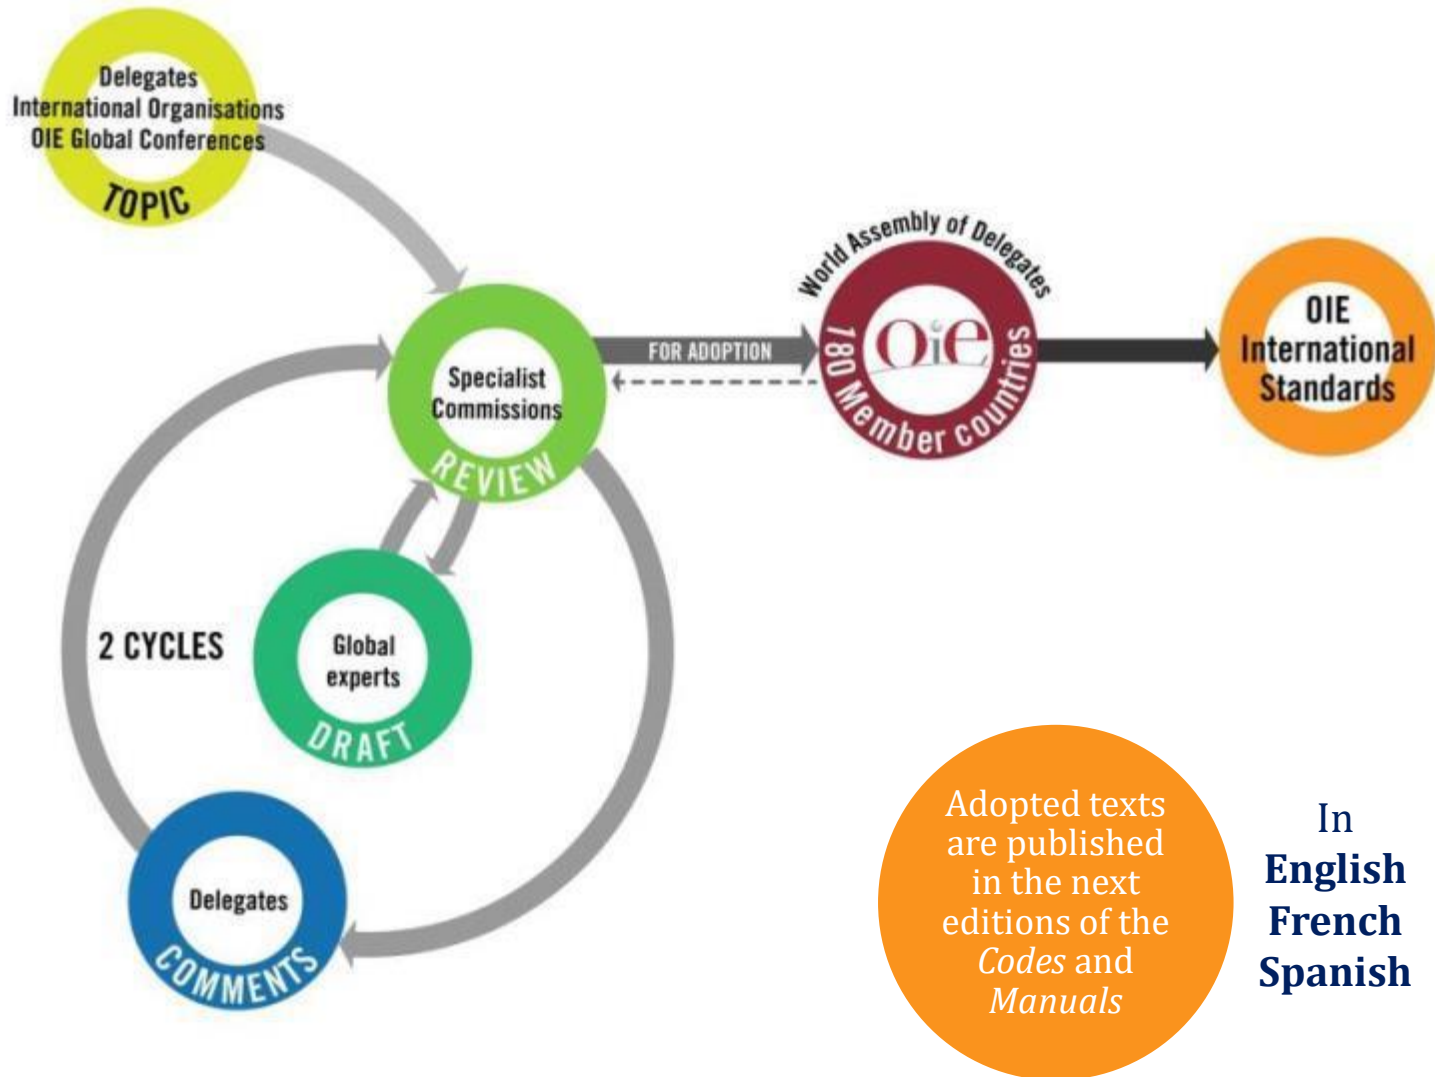 Delegates
International Organisations
OIE Global Conferences
TOPIC
World Assembly of Delegates
Oie
180 Member countries
OIE
International
Standards
FOR ADOPTION
Specialist
Commissions
REVIEW
2 CYCLES
Global
experts
DRAFT
Delegates
COMMENTS
Adopted texts
are published
in the next
editions of the
Codes and
Manuals
In
English
French
Spanish